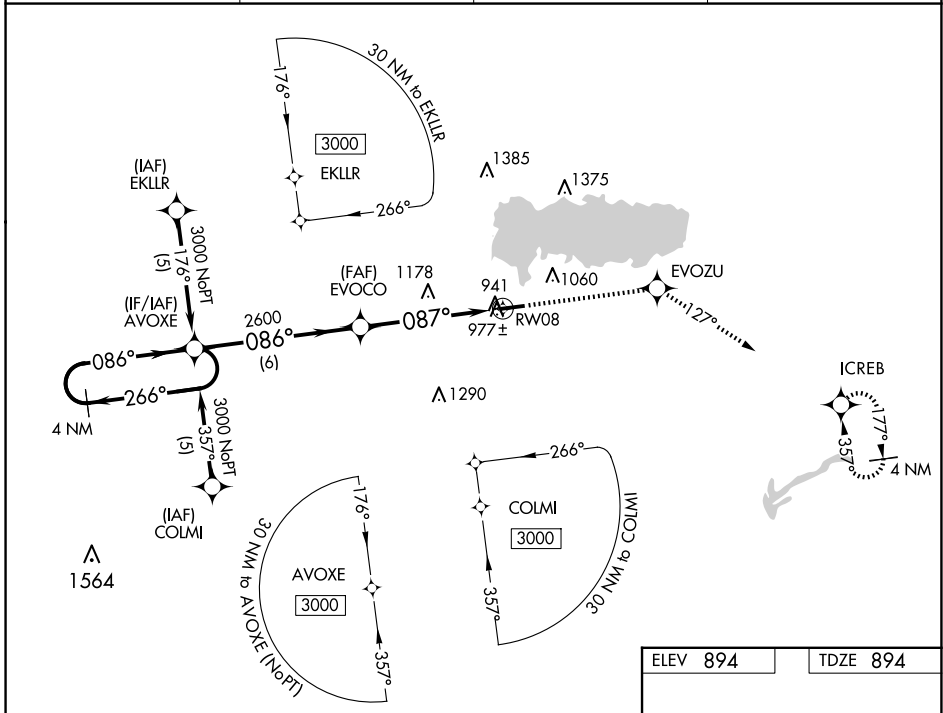 30 NM to EKLLR
176°
3000
EKLLR
266°
1385
1375
(IAF)
EKLLR
3000 NoPT
176°
(5)
(FAF)
EVOCO
1178
1060
EVOZU
941
(IF/IAF)
AVOXE
2600
086°
(6)
087°
977±
RW08
127°
086°
266°
4 NM
3000 NoPT
357°
(5)
1290
ICREB
177°
357°
4 NM
(IAF)
COLMI
1564
266°
COLMI
3000
357°
30 NM to COLMI
176°
AVOXE
3000
357°
30 NM to AVOXE (NoPT)
ELEV 894
TDZE 894